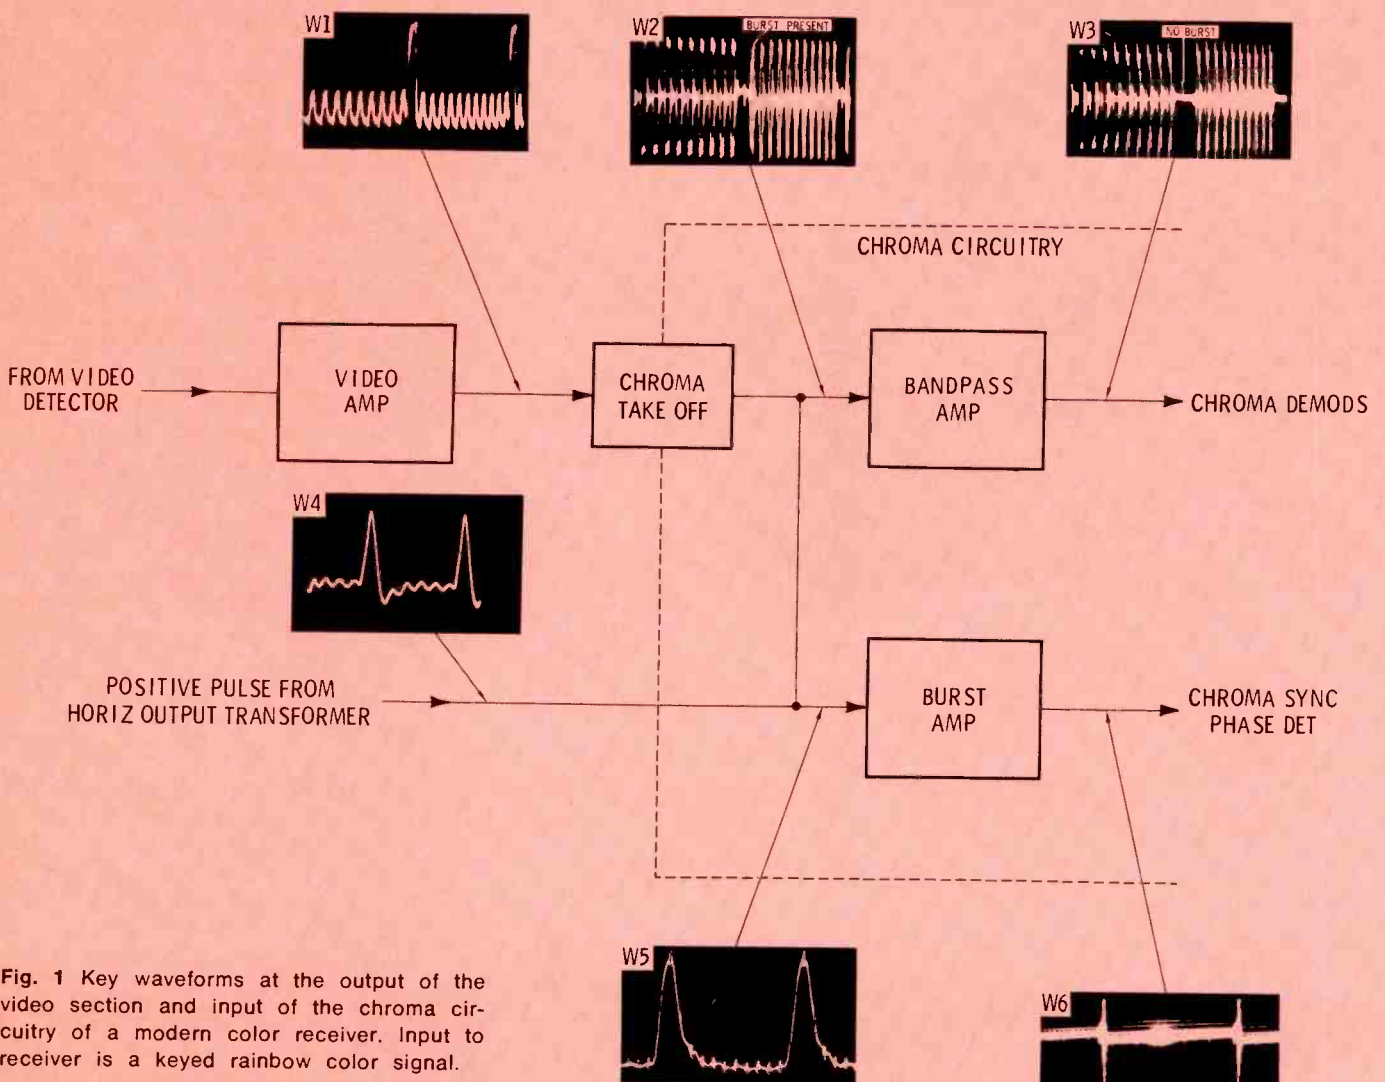 W1
W2
BURST PRESENT
W3
NO BURST
CHROMA CIRCUITRY
FROM VIDEO
DETECTOR
VIDEO
AMP
CHROMA
TAKE OFF
BANDPASS
AMP
CHROMA DEMODS
W4
POSITIVE PULSE FROM
HORIZ OUTPUT TRANSFORMER
BURST
AMP
CHROMA SYNC
PHASE DET
W5
W6
Fig. 1 Key waveforms at the output of the
video section and input of the chroma cir-
cuitry of a modern color receiver. Input to
receiver is a keyed rainbow color signal.